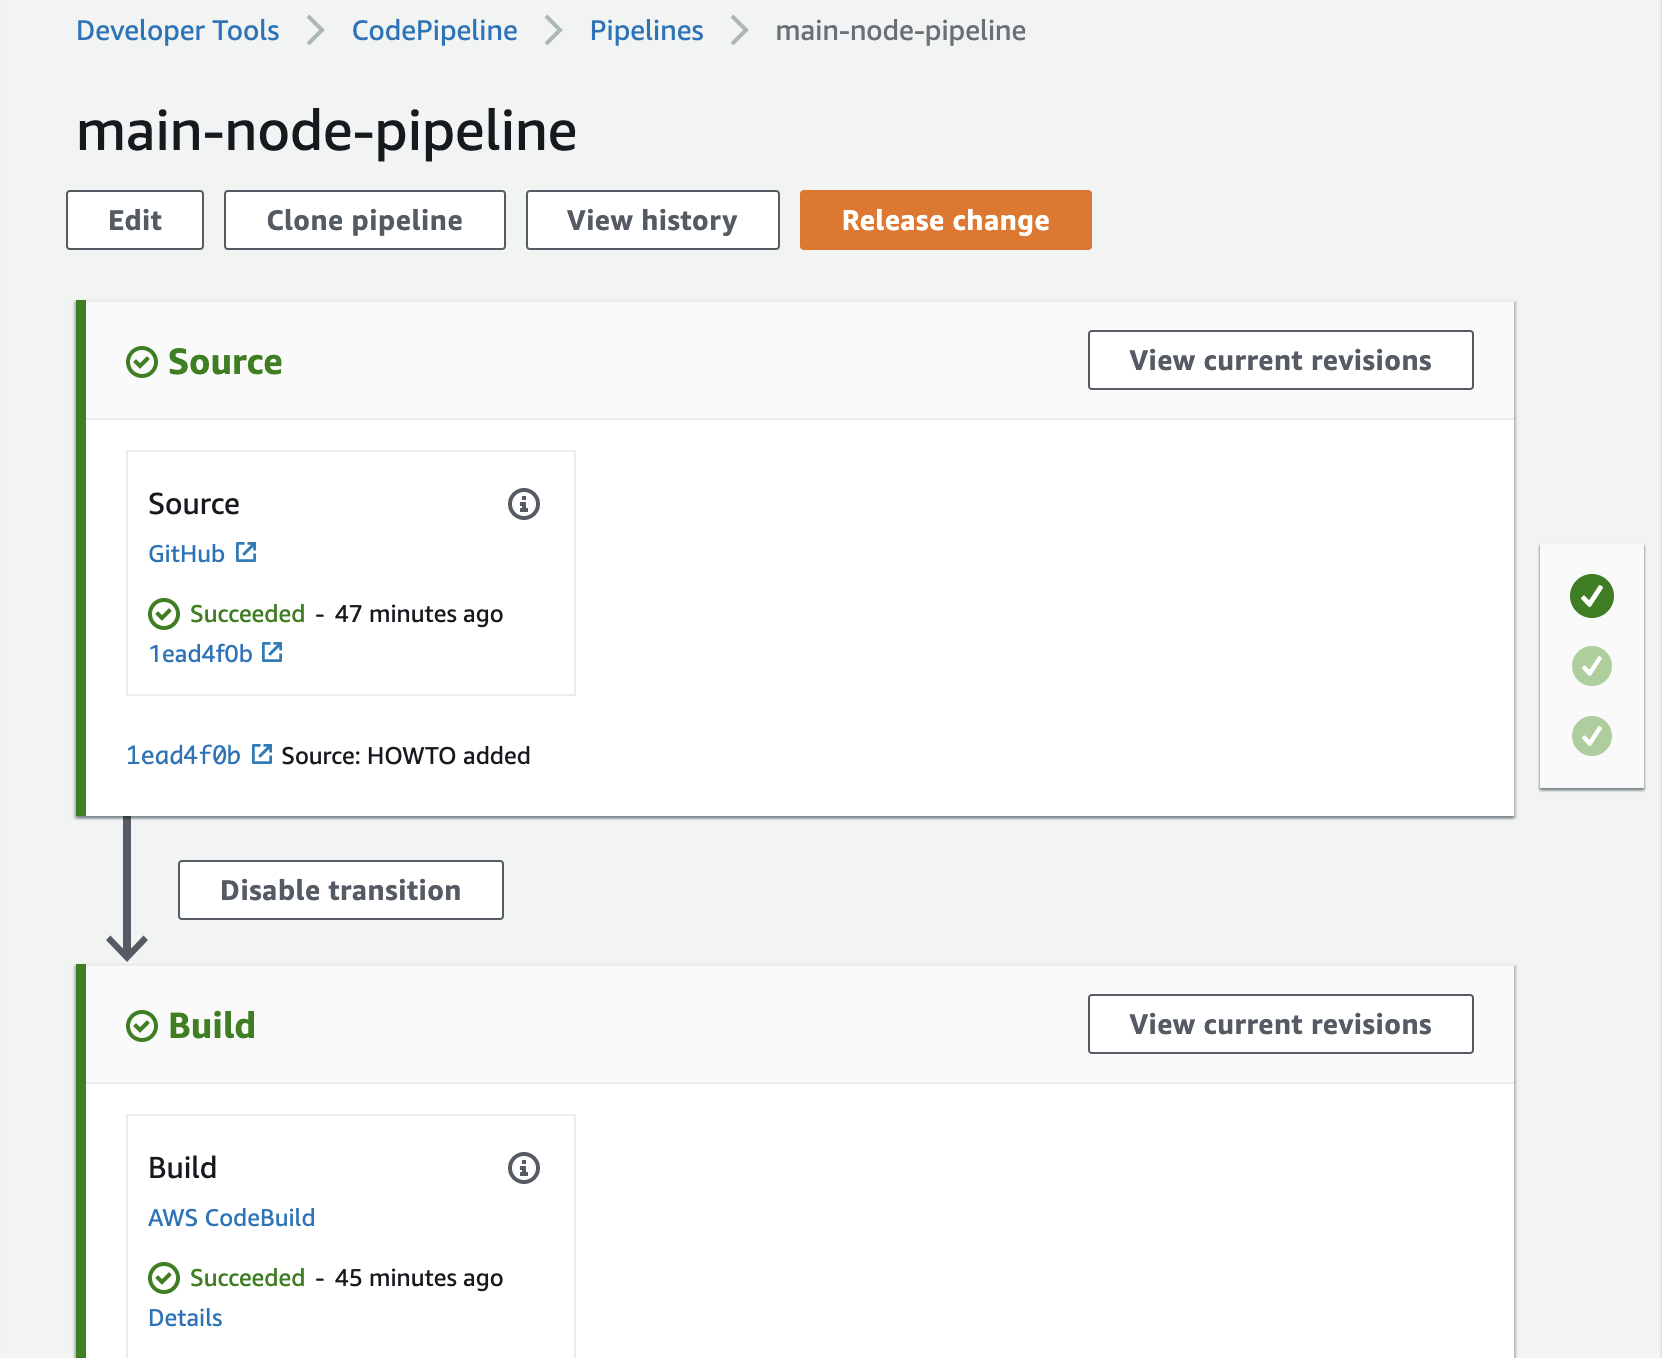 Developer Tools > CodePipeline > Pipelines > main-node-pipeline
main-node-pipeline
Edit
Clone pipeline
View history
Release change
Source
View current revisions
Source
GitHub
Succeeded - 47 minutes ago
1ead4f0b
1ead4f0b Source: HOWTO added
Disable transition
Build
View current revisions
Build
AWS CodeBuild
Succeeded - 45 minutes ago
Details